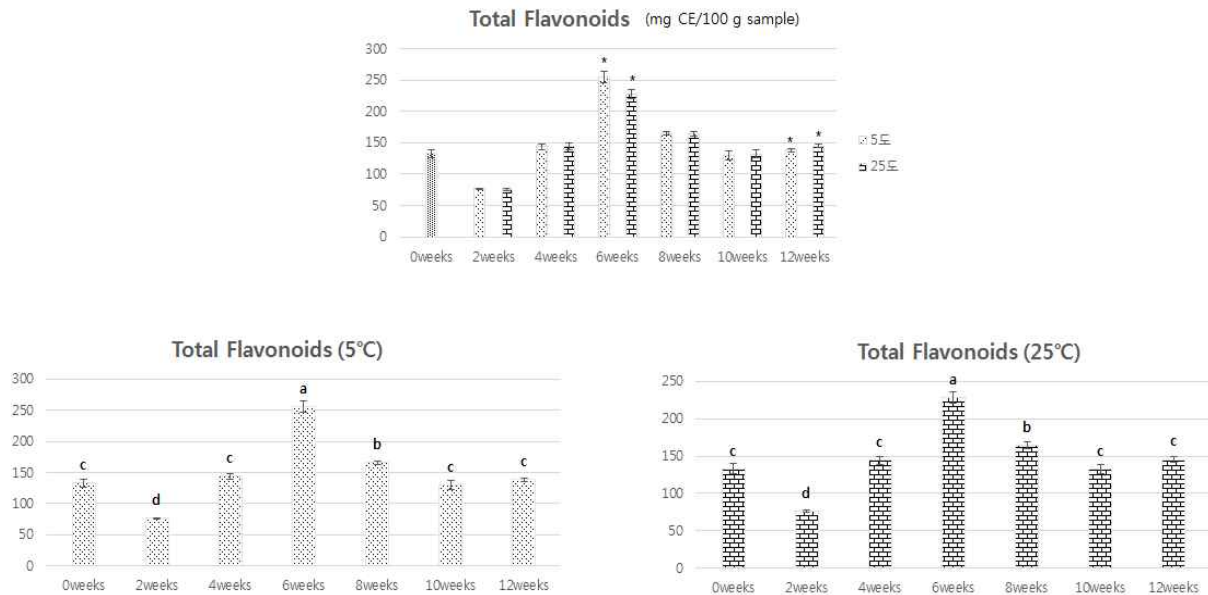 Total Flavonoids (mg CE/100 g sample)
300
250
200
150
100
50
0
* * * *
0weeks 2weeks 4weeks 6weeks 8weeks 10weeks 12weeks
5도
25도
Total Flavonoids (5℃)
300
250
200
150
100
50
0
c d c a b c c
0weeks 2weeks 4weeks 6weeks 8weeks 10weeks 12weeks
Total Flavonoids (25℃)
250
200
150
100
50
0
c d c a b c c
0weeks 2weeks 4weeks 6weeks 8weeks 10weeks 12weeks